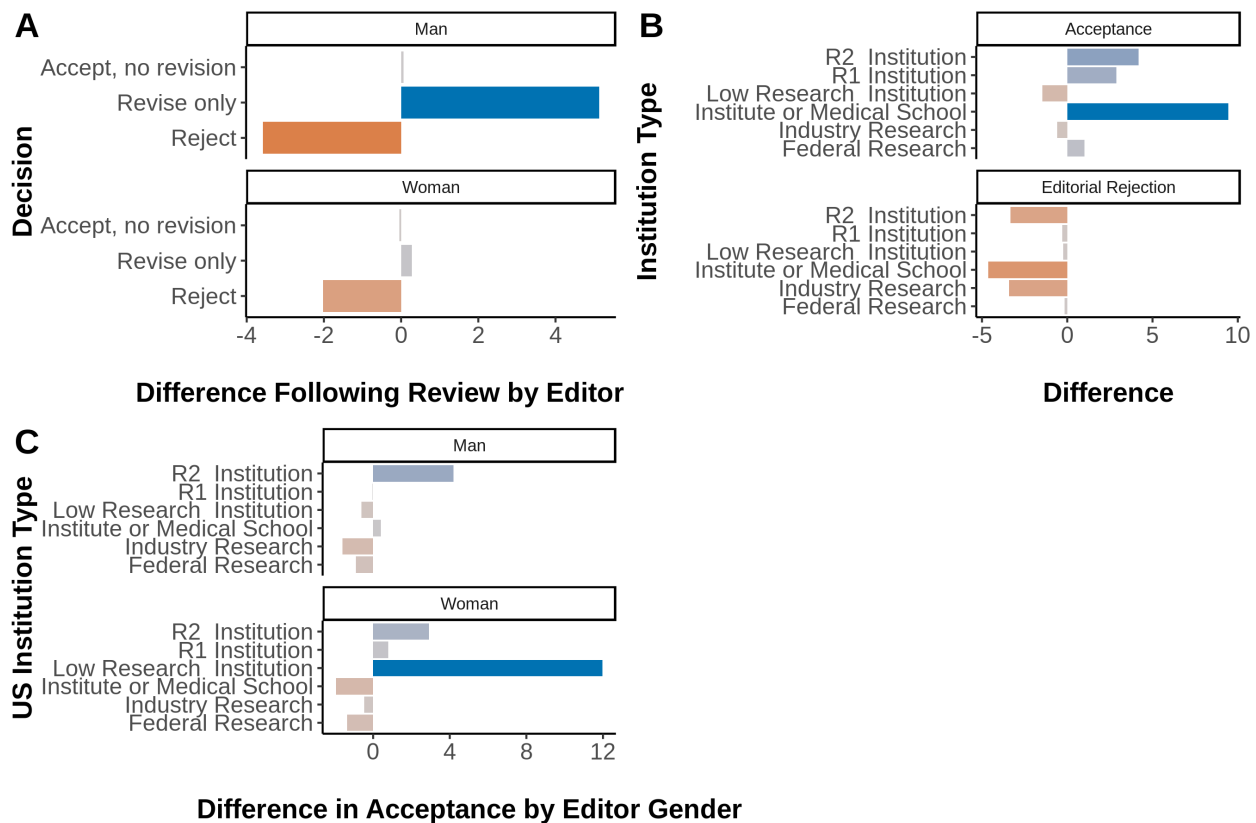 A
Man
Accept, no revision
Revise only
Reject
Woman
Accept, no revision
Revise only
Reject
-4 -2 0 2 4
Decision
Difference Following Review by Editor
B
Acceptance
R2  Institution
R1 Institution
Low Research  Institution
Institute or Medical School
Industry Research
Federal Research
Editorial Rejection
R2  Institution
R1 Institution
Low Research  Institution
Institute or Medical School
Industry Research
Federal Research
-5 0 5 10
Institution Type
Difference
C
Man
R2  Institution
R1 Institution
Low Research  Institution
Institute or Medical School
Industry Research
Federal Research
Woman
R2  Institution
R1 Institution
Low Research  Institution
Institute or Medical School
Industry Research
Federal Research
0 4 8 12
US Institution Type
Difference in Acceptance by Editor Gender